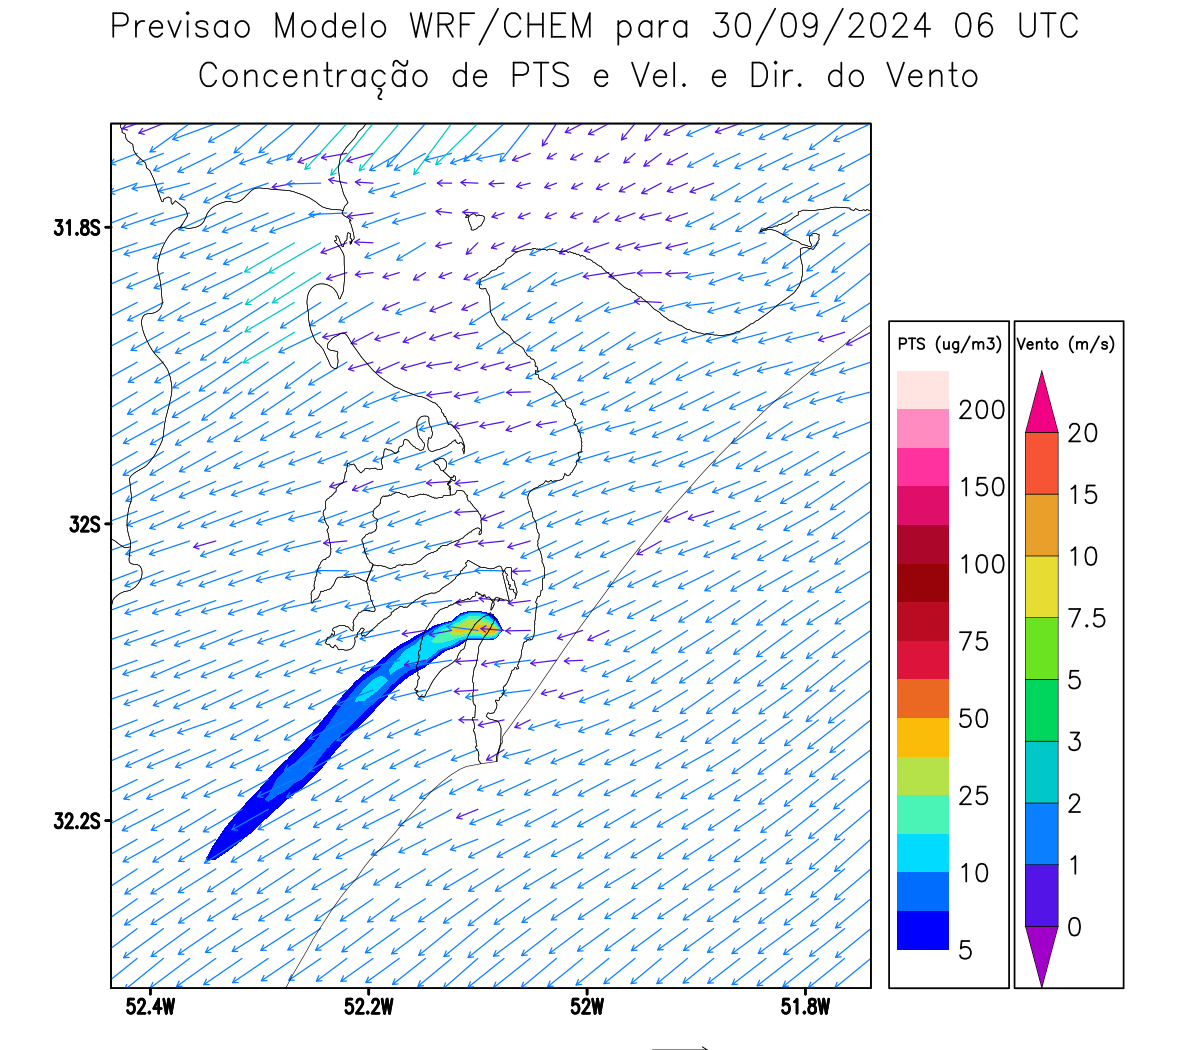 Previsao Modelo WRF/CHEM para 30/09/2024 06 UTC
Concentração de PTS e Vel. e Dir. do Vento
31.8S
32S
32.2S
52.4W
52.2W
52W
51.8W
PTS (ug/m3)
200
150
100
75
50
25
10
5
Vento (m/s)
20
15
10
7.5
5
3
2
1
0